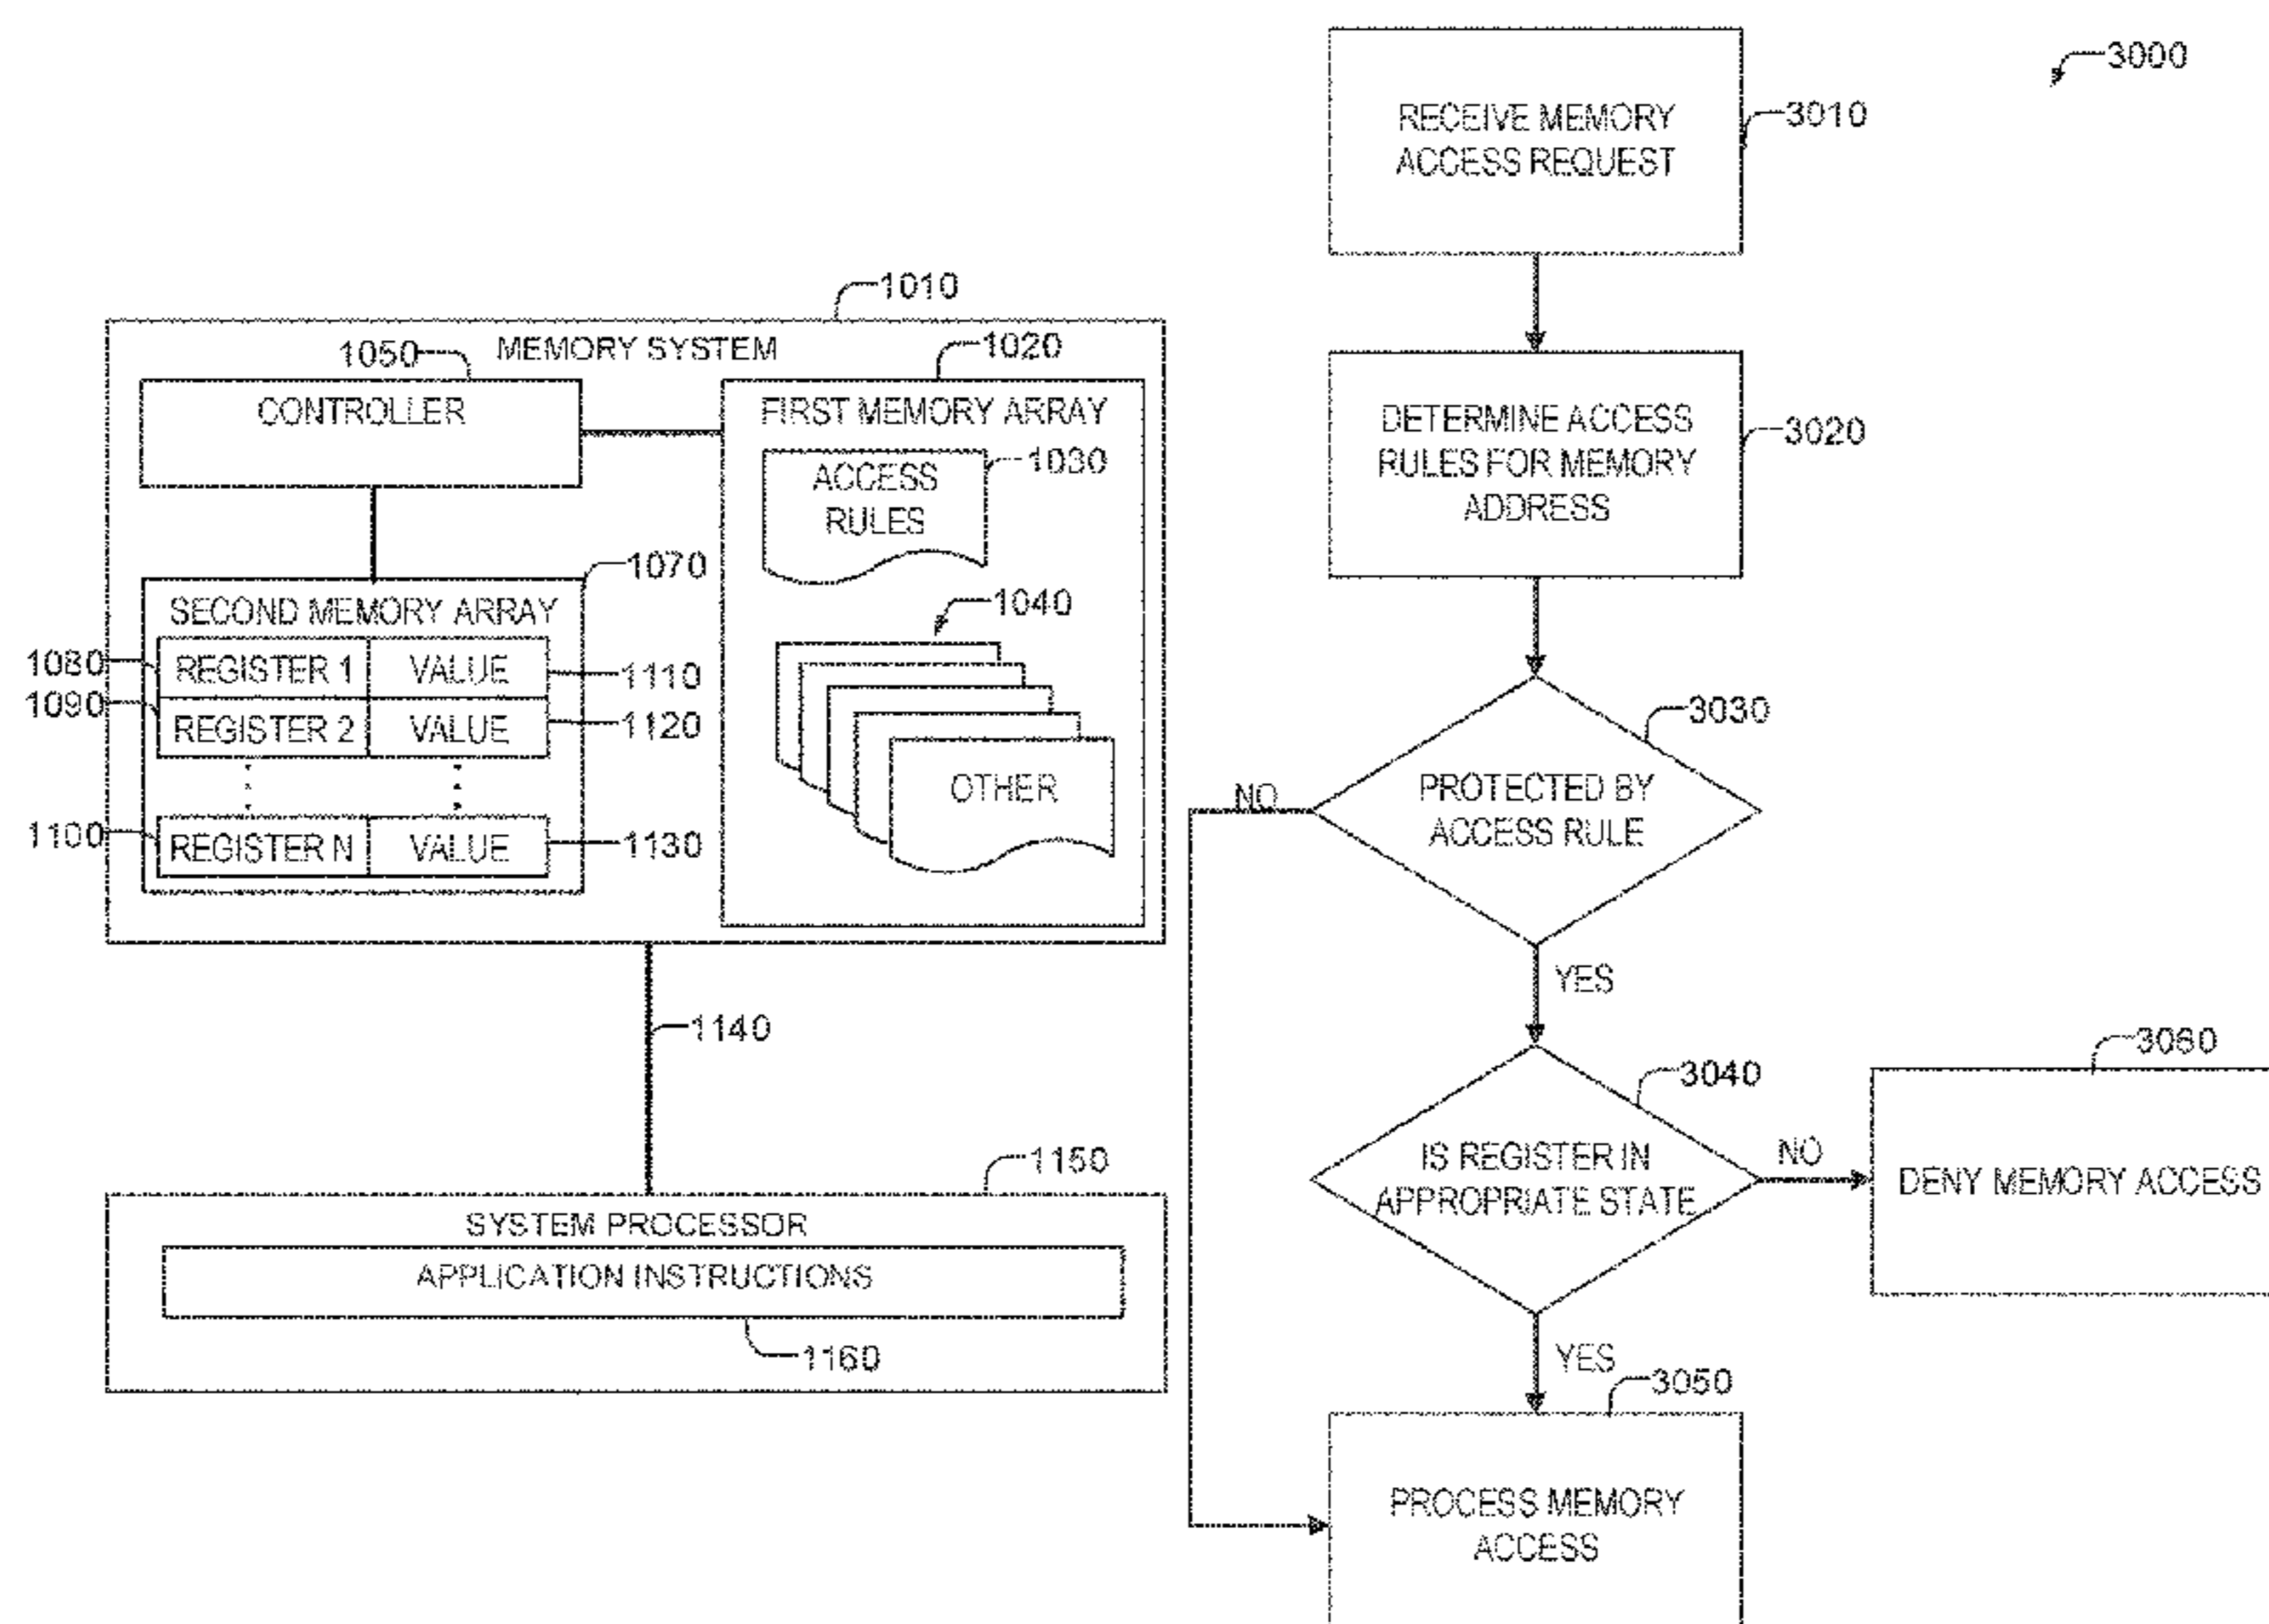 1010
MEMORY SYSTEM
1050
1020
CONTROLLER
FIRST MEMORY ARRAY
1030
ACCESS
RULES
1070
SECOND MEMORY ARRAY
1040
1080
REGISTER 1
VALUE
1110
1090
REGISTER 2
VALUE
1120
OTHER
1100
REGISTER N
VALUE
1130
1140
1150
SYSTEM PROCESSOR
APPLICATION INSTRUCTIONS
1160
3000
RECEIVE MEMORY
ACCESS REQUEST
3010
DETERMINE ACCESS
RULES FOR MEMORY
ADDRESS
3020
3030
PROTECTED BY
ACCESS RULE
NO
YES
3040
IS REGISTER IN
APPROPRIATE STATE
NO
3060
DENY MEMORY ACCESS
YES
3050
PROCESS MEMORY
ACCESS